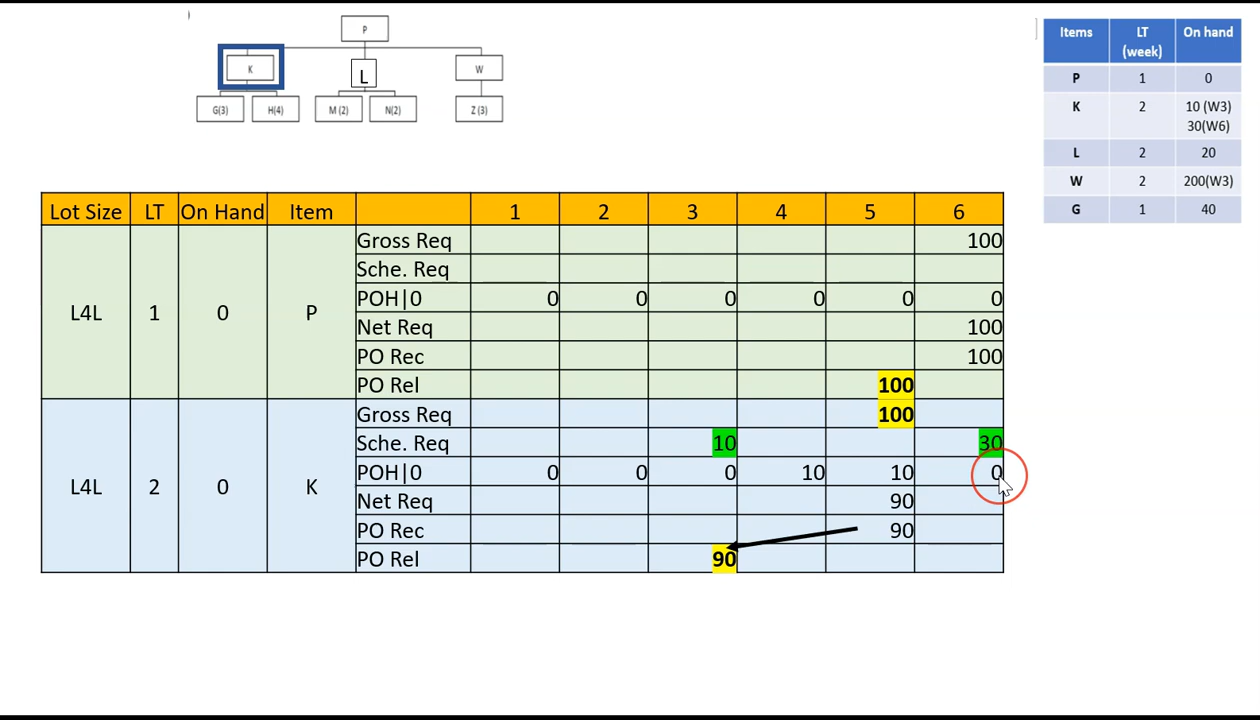 P
K
L
W
G(3)
H(4)
M (2)
N(2)
Z (3)
Items LT (week) On hand
P 1 0
K 2 10 (W3) 30(W6)
L 2 20
W 2 200(W3)
G 1 40
Lot Size LT On Hand Item 1 2 3 4 5 6
L4L 1 0 P
Gross Req 100
Sche. Req
POH|0 0 0 0 0 0 0
Net Req 100
PO Rec 100
PO Rel 100
L4L 2 0 K
Gross Req 100
Sche. Req 10 30
POH|0 0 0 0 10 10 0
Net Req 90
PO Rec 90
PO Rel 90